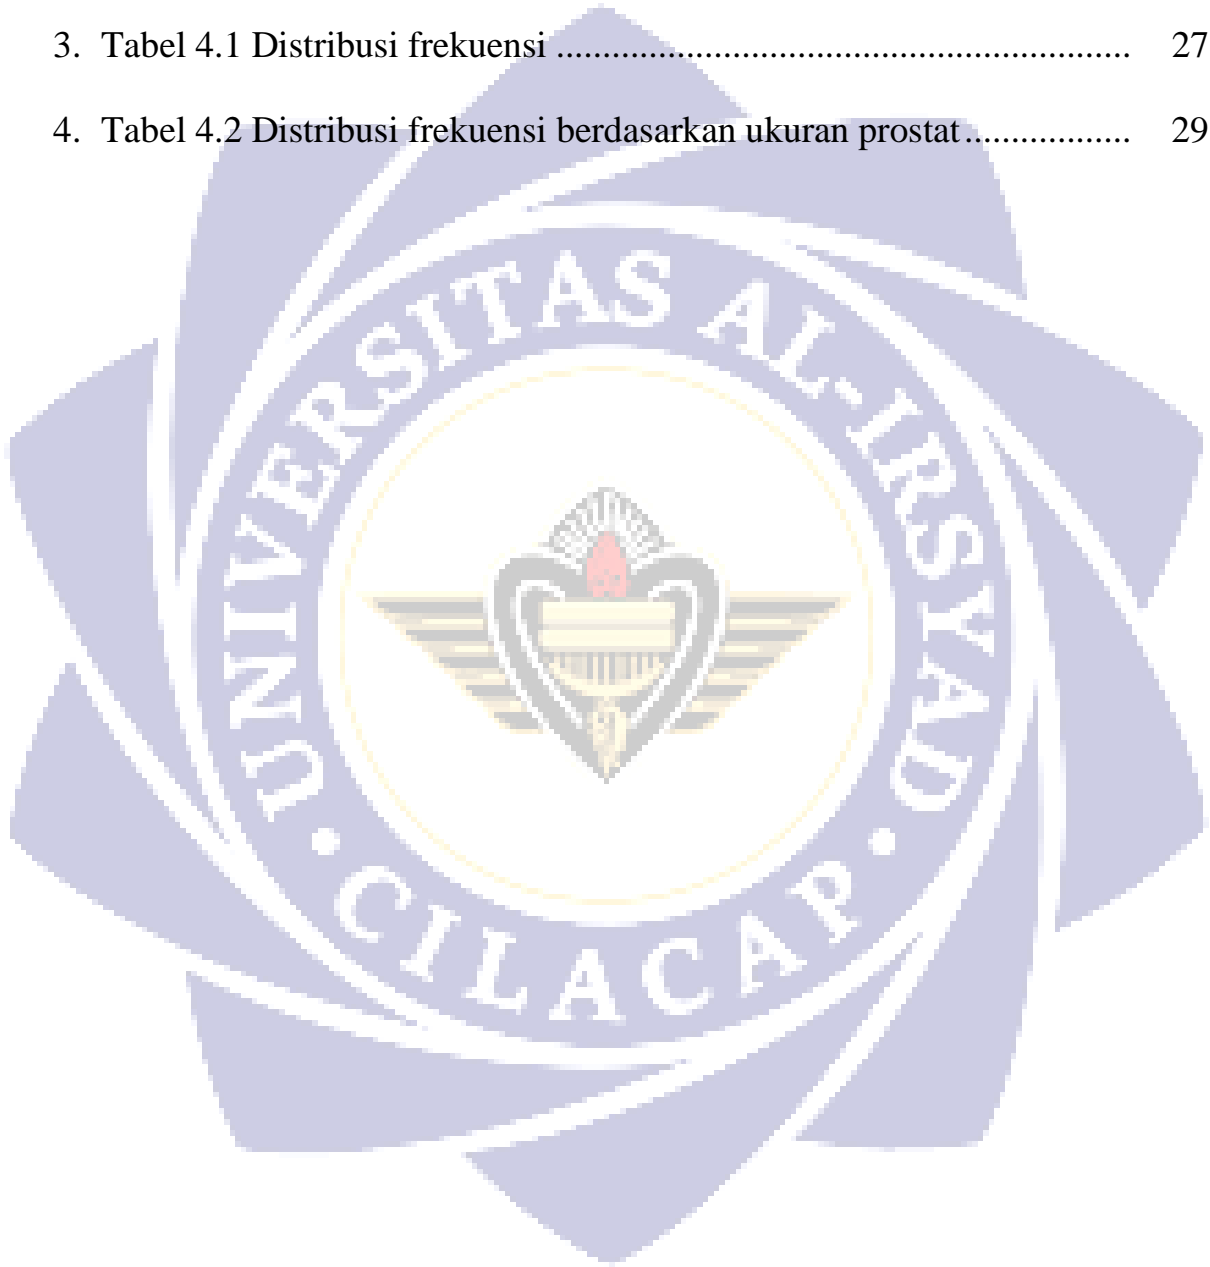 3. Tabel 4.1 Distribusi frekuensi .............................................................. 27
4. Tabel 4.2 Distribusi frekuensi berdasarkan ukuran prostat .................. 29
UNIVERSITAS AL-IRSYAD
• CILACAP •